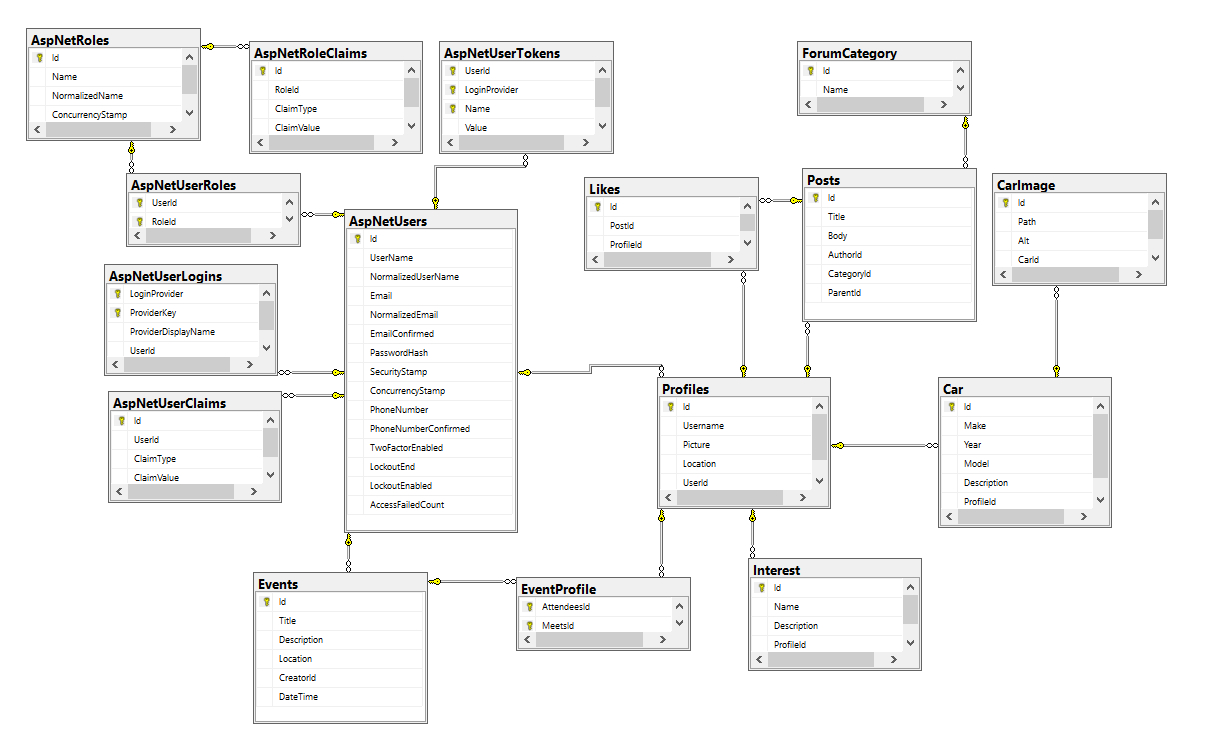 AspNetRoles
Id
Name
NormalizedName
ConcurrencyStamp
AspNetRoleClaims
Id
RoleId
ClaimType
ClaimValue
AspNetUserTokens
UserId
LoginProvider
Name
Value
ForumCategory
Id
Name
AspNetUserRoles
UserId
RoleId
Likes
Id
PostId
ProfileId
Posts
Id
Title
Body
AuthorId
CategoryId
ParentId
CarImage
Id
Path
Alt
CarId
AspNetUsers
Id
UserName
NormalizedUserName
Email
NormalizedEmail
EmailConfirmed
PasswordHash
SecurityStamp
ConcurrencyStamp
PhoneNumber
PhoneNumberConfirmed
TwoFactorEnabled
LockoutEnd
LockoutEnabled
AccessFailedCount
AspNetUserLogins
LoginProvider
ProviderKey
ProviderDisplayName
UserId
AspNetUserClaims
Id
UserId
ClaimType
ClaimValue
Profiles
Id
Username
Picture
Location
UserId
Car
Id
Make
Year
Model
Description
ProfileId
Events
Id
Title
Description
Location
CreatorId
DateTime
EventProfile
AttendeesId
MeetsId
Interest
Id
Name
Description
ProfileId